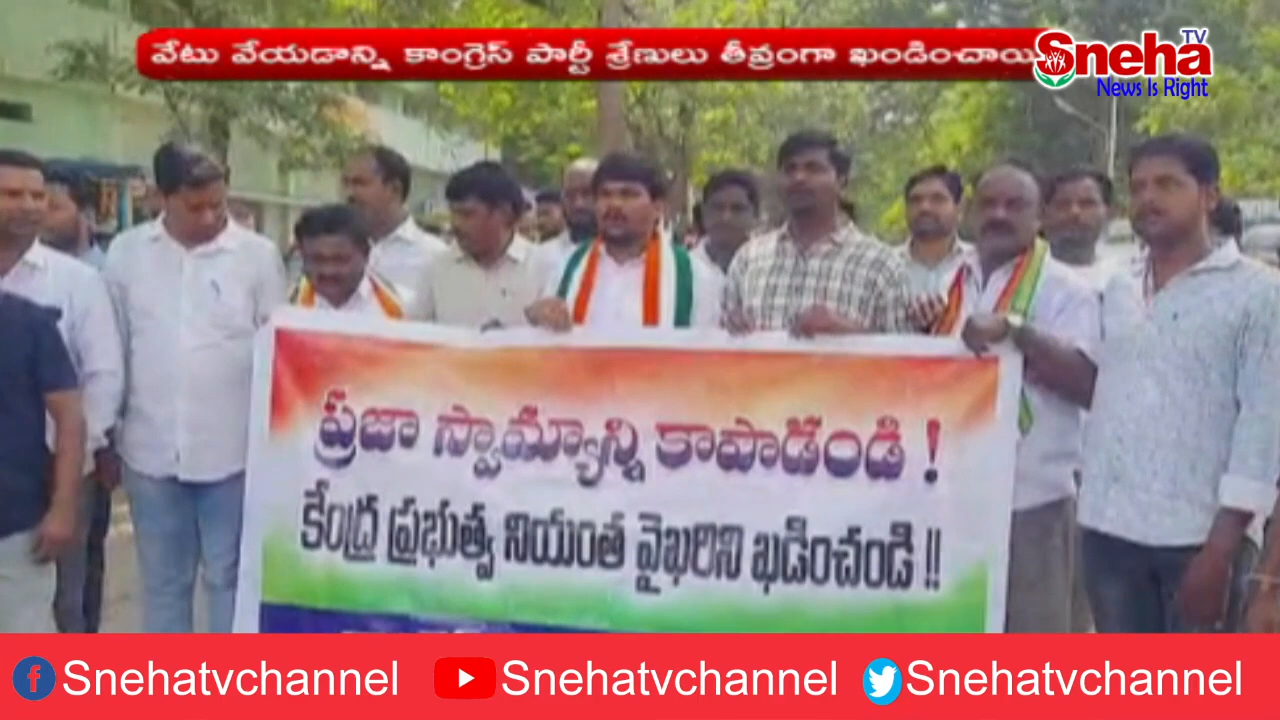 వేటు వేయడాన్ని కాంగ్రెస్ పార్టీ శ్రేణులు తీవ్రంగా ఖండించాయి
Sneha TV
News Is Right
ప్రజా స్వామ్యాన్ని కాపాడండి !
కేంద్ర ప్రభుత్వ నియంత వైఖరిని ఖడించండి !!
Snehatvchannel Snehatvchannel Snehatvchannel